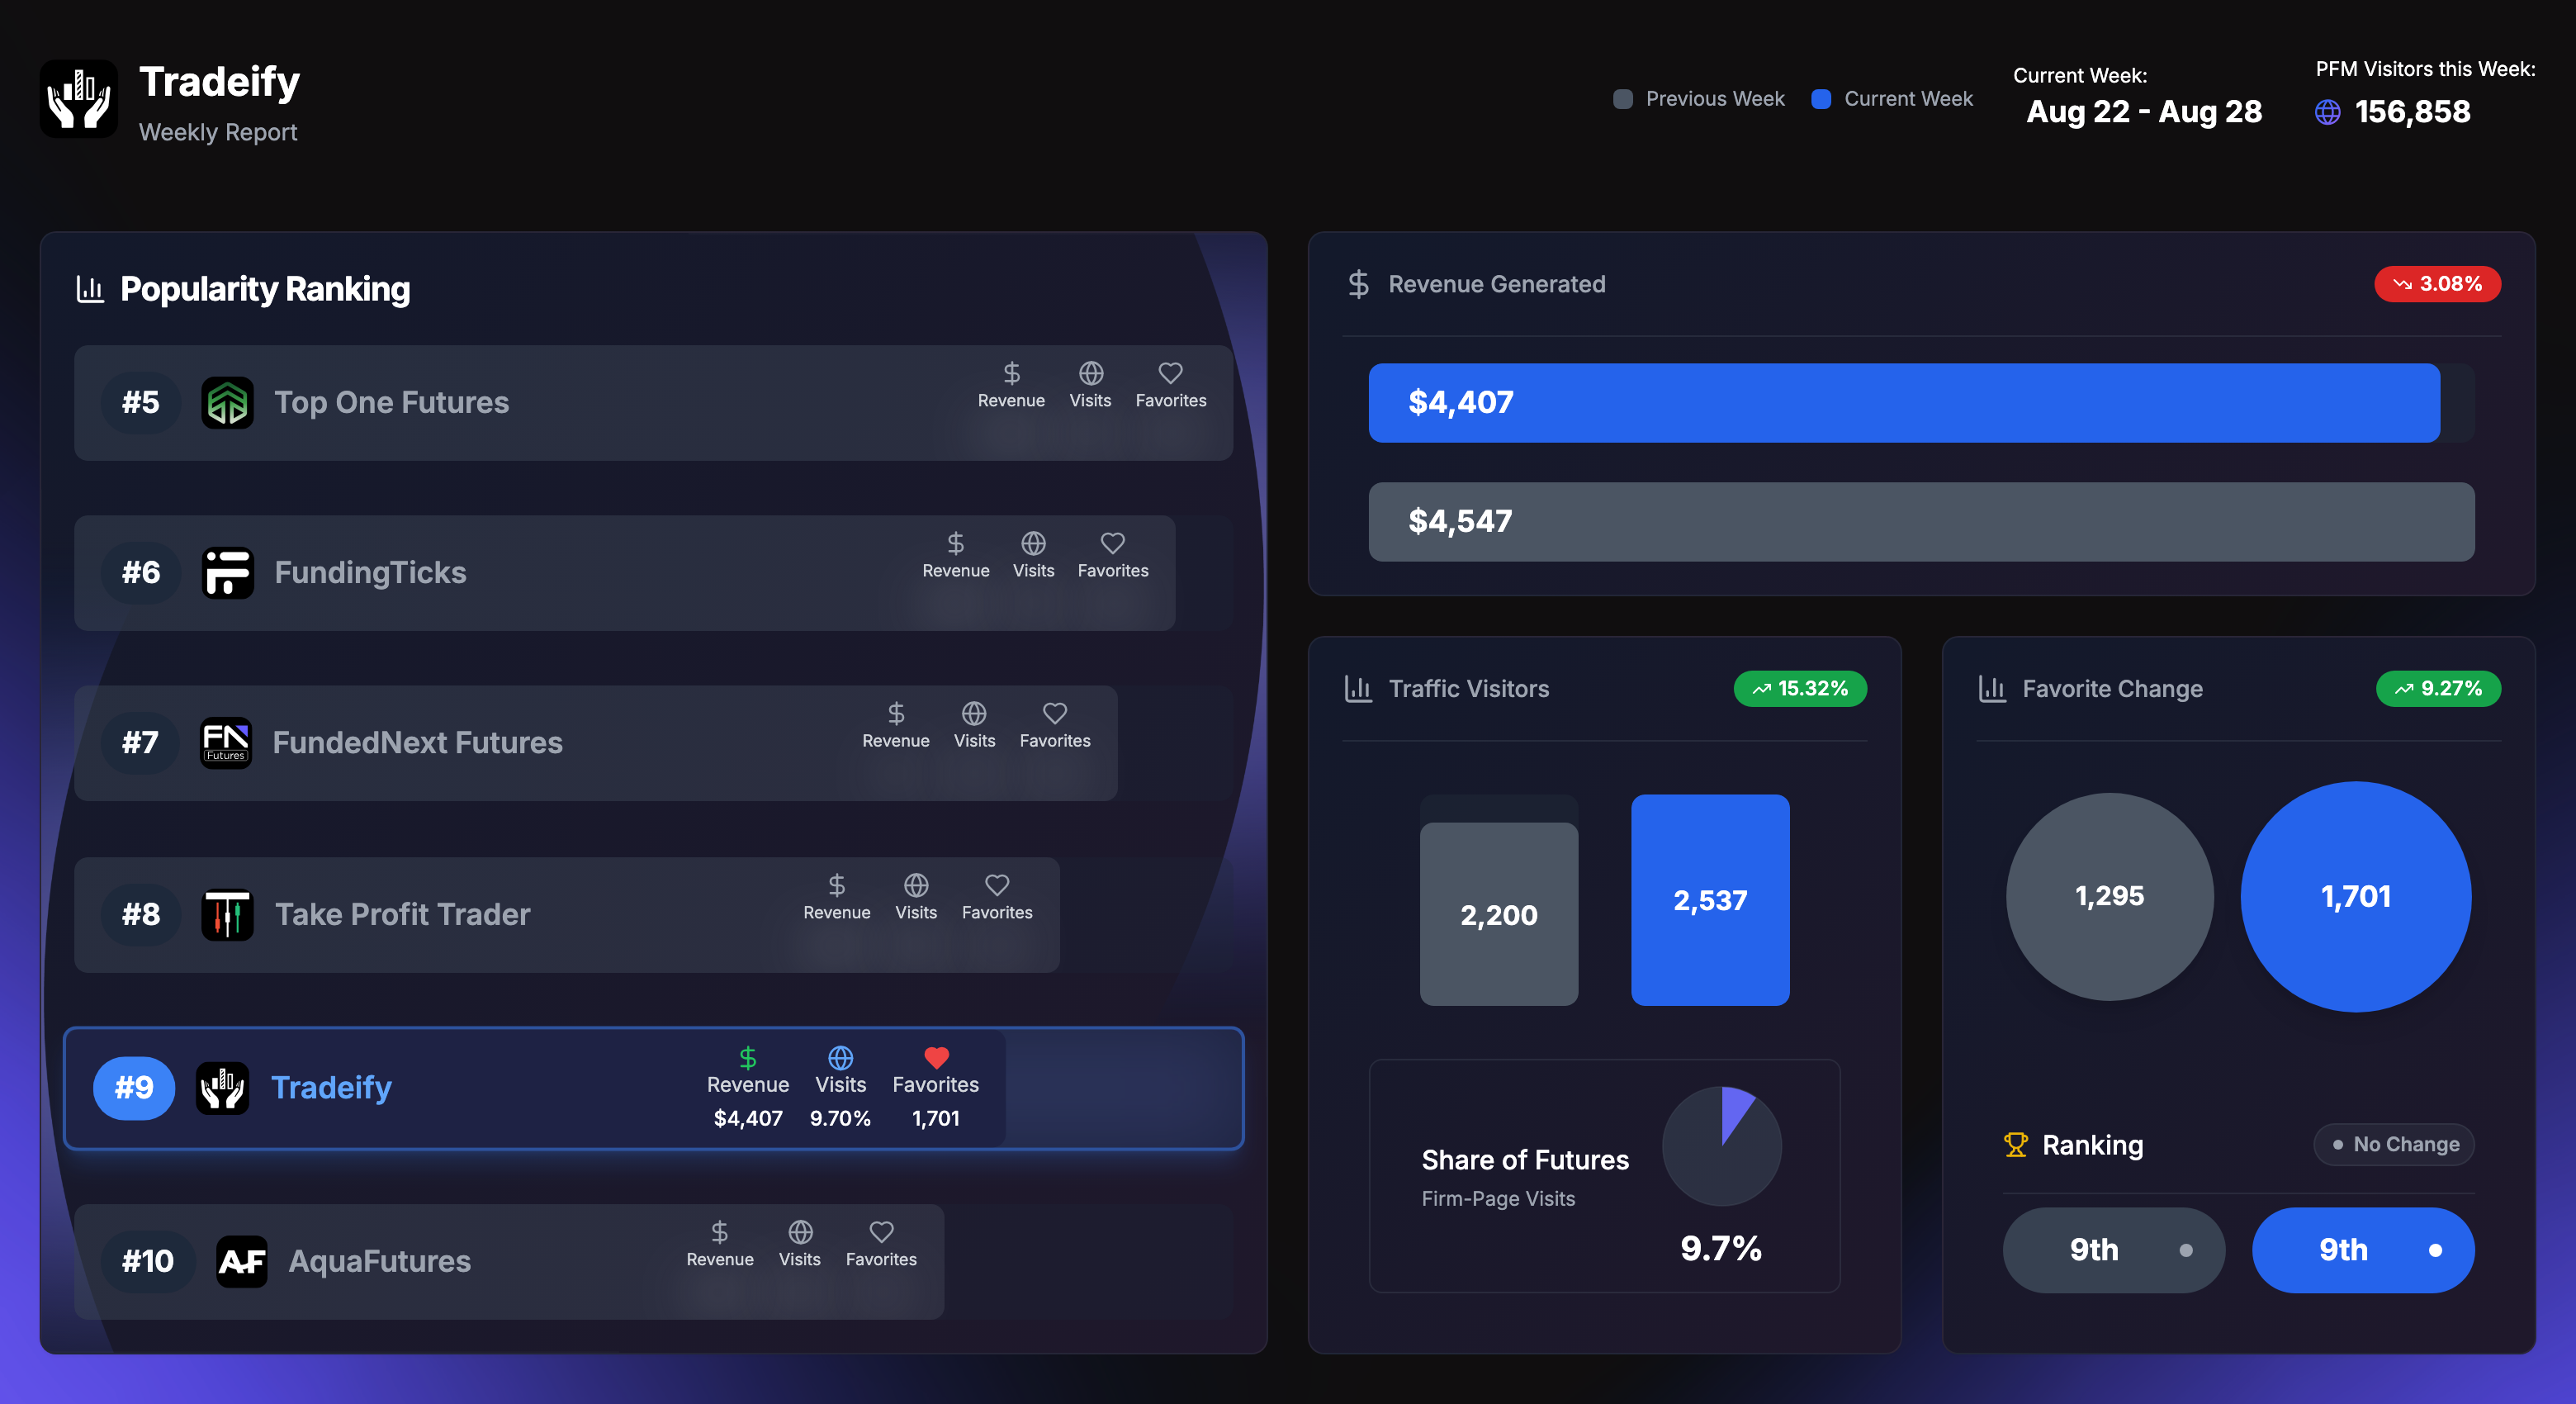 Tradeify
Weekly Report
Previous Week
Current Week
Current Week:
Aug 22 - Aug 28
PFM Visitors this Week:
156,858
Popularity Ranking
#5
Top One Futures
Revenue
Visits
Favorites
#6
FundingTicks
Revenue
Visits
Favorites
#7
FN
Futures
FundedNext Futures
Revenue
Visits
Favorites
#8
Take Profit Trader
Revenue
Visits
Favorites
#9
Tradeify
Revenue
Visits
Favorites
$4,407
9.70%
1,701
#10
AF
AquaFutures
Revenue
Visits
Favorites
Revenue Generated
3.08%
$4,407
$4,547
Traffic Visitors
15.32%
2,200
2,537
Share of Futures
Firm-Page Visits
9.7%
Favorite Change
9.27%
1,295
1,701
Ranking
No Change
9th
9th